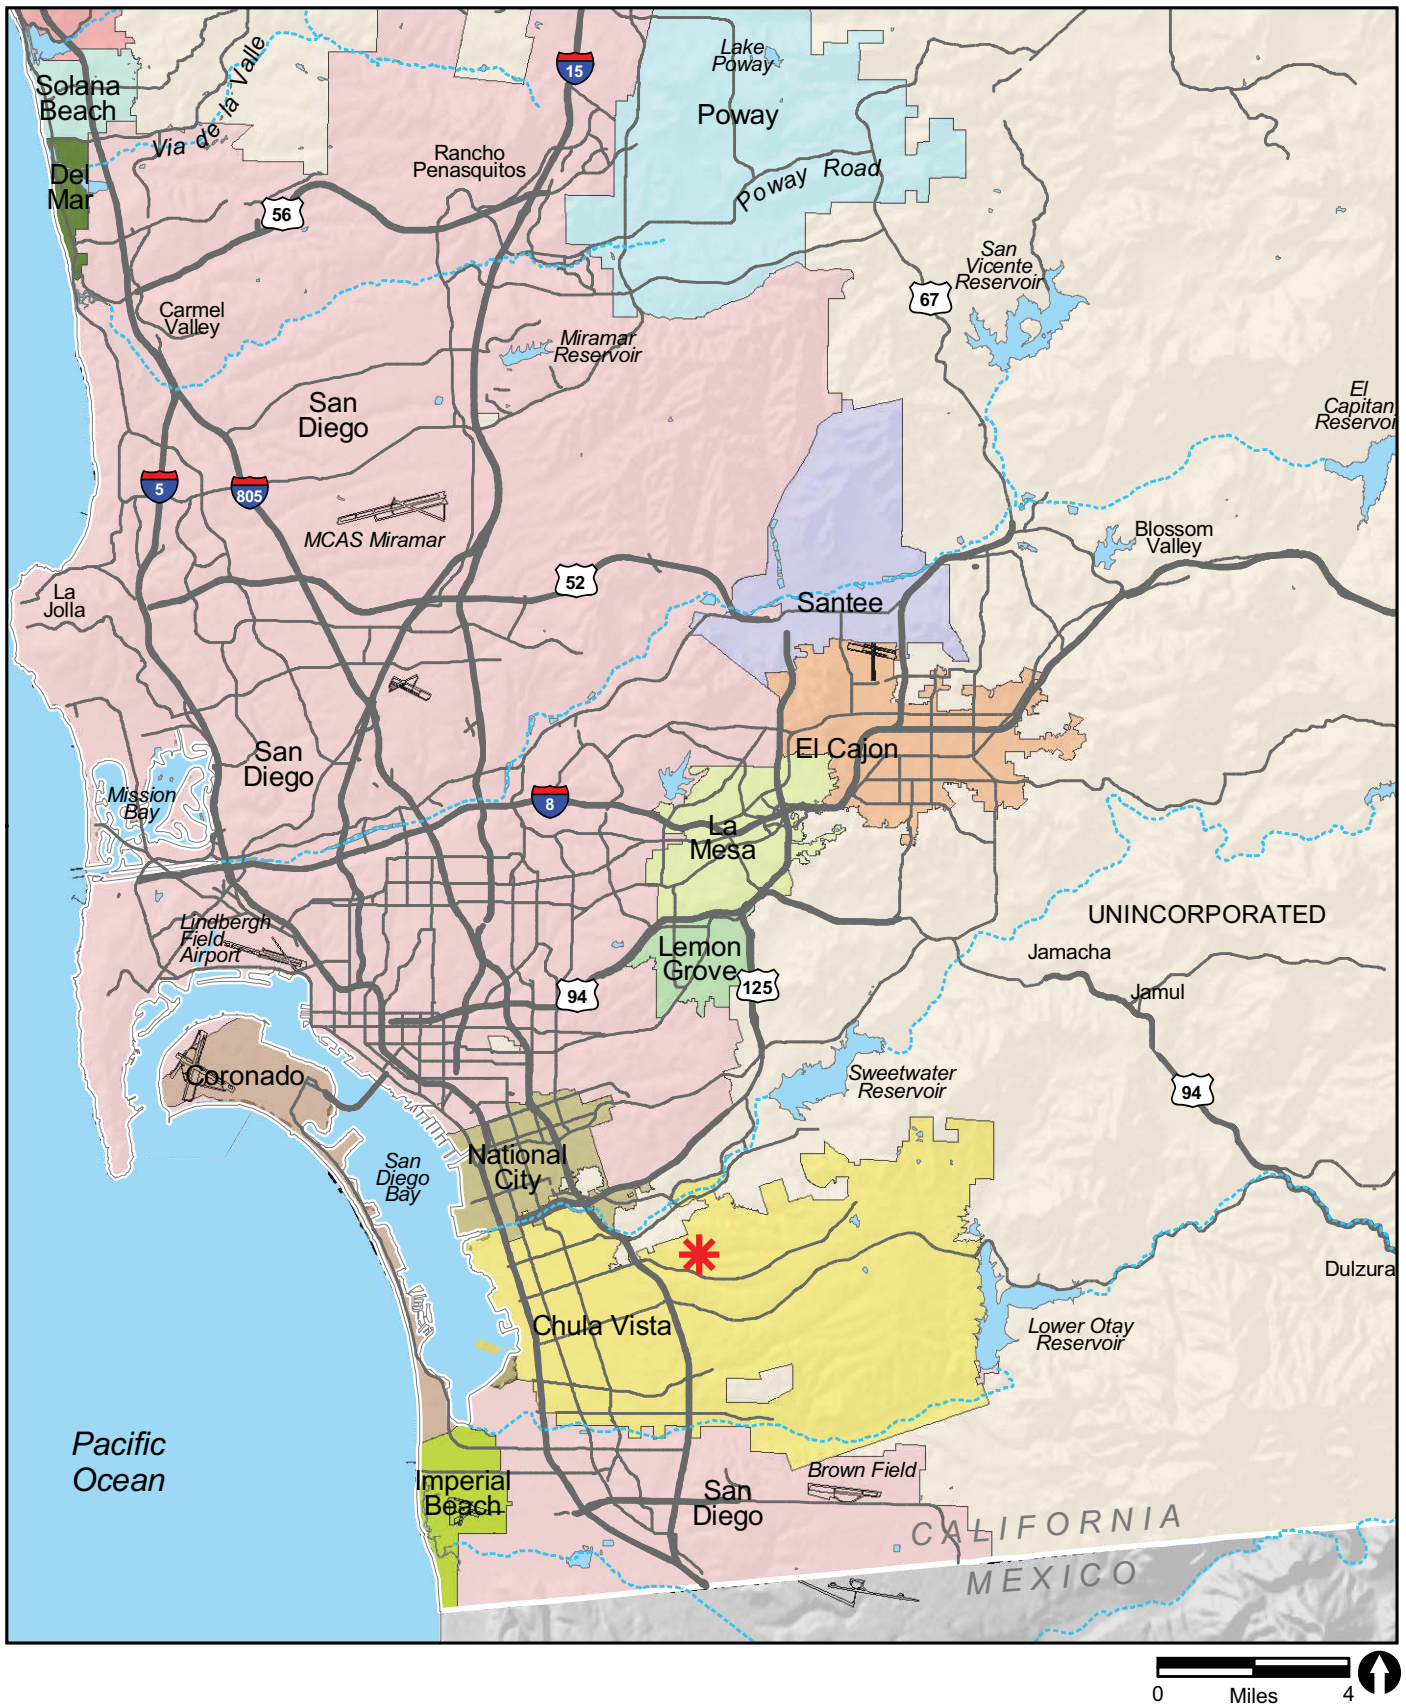 Solana
Beach
Via de la Valle
Del
Mar
56
Rancho
Penasquitos
15
Lake
Poway
Poway
Poway Road
San
Vicente
Reservoir
67
Carmel
Valley
Miramar
Reservoir
San
Diego
El
Capitan
Reservoi
5
805
MCAS Miramar
Blossom
Valley
La
Jolla
52
Santee
San
Diego
El Cajon
Mission
Bay
8
La
Mesa
UNINCORPORATED
Lindbergh
Field
Airport
Lemon
Grove
Jamacha
94
125
Jamul
Coronado
Sweetwater
Reservoir
94
National
City
San
Diego
Bay
Dulzura
Chula Vista
Lower Otay
Reservoir
Pacific
Ocean
Imperial
Beach
San
Diego
Brown Field
CALIFORNIA
MEXICO
0 Miles 4